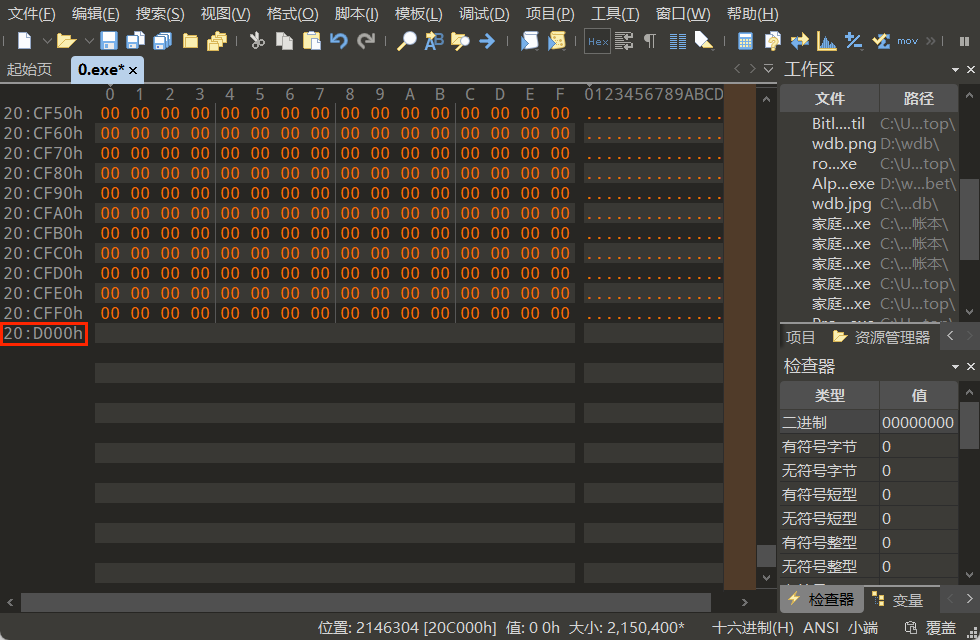 文件(F) 编辑(E) 搜索(S) 视图(V) 格式(O) 脚本(I) 模板(L) 调试(D) 项目(P) 工具(T) 窗口(W) 帮助(H)
Hex mov
起始页 0.exe* 工作区
0 1 2 3 4 5 6 7 8 9 A B C D E F 0123456789ABCD
20:CF50h 00 00 00 00 00 00 00 00 00 00 00 00 00 00 00 00 ..............
20:CF60h 00 00 00 00 00 00 00 00 00 00 00 00 00 00 00 00 ..............
20:CF70h 00 00 00 00 00 00 00 00 00 00 00 00 00 00 00 00 ..............
20:CF80h 00 00 00 00 00 00 00 00 00 00 00 00 00 00 00 00 ..............
20:CF90h 00 00 00 00 00 00 00 00 00 00 00 00 00 00 00 00 ..............
20:CFA0h 00 00 00 00 00 00 00 00 00 00 00 00 00 00 00 00 ..............
20:CFB0h 00 00 00 00 00 00 00 00 00 00 00 00 00 00 00 00 ..............
20:CFC0h 00 00 00 00 00 00 00 00 00 00 00 00 00 00 00 00 ..............
20:CFD0h 00 00 00 00 00 00 00 00 00 00 00 00 00 00 00 00 ..............
20:CFE0h 00 00 00 00 00 00 00 00 00 00 00 00 00 00 00 00 ..............
20:CFF0h 00 00 00 00 00 00 00 00 00 00 00 00 00 00 00 00 ..............
20:D000h
文件 路径
Bitl....til C:\U...top\
wdb.png D:\wdb\
ro...xe C:\U...top\
Alp...exe D:\w...bet\
wdb.jpg C:\...db\
家庭...xe C:\...帐本\
家庭...xe C:\...帐本\
家庭...xe C:\...帐本\
家庭...xe C:\U...top\
家庭...xe C:\U...top\
项目 资源管理器
检查器
类型 值
二进制 00000000
有符号字节 0
无符号字节 0
有符号短型 0
无符号短型 0
有符号整型 0
无符号整型 0
检查器 变量
位置: 2146304 [20C000h] 值: 0 0h 大小: 2,150,400* 十六进制(H) ANSI 小端 覆盖